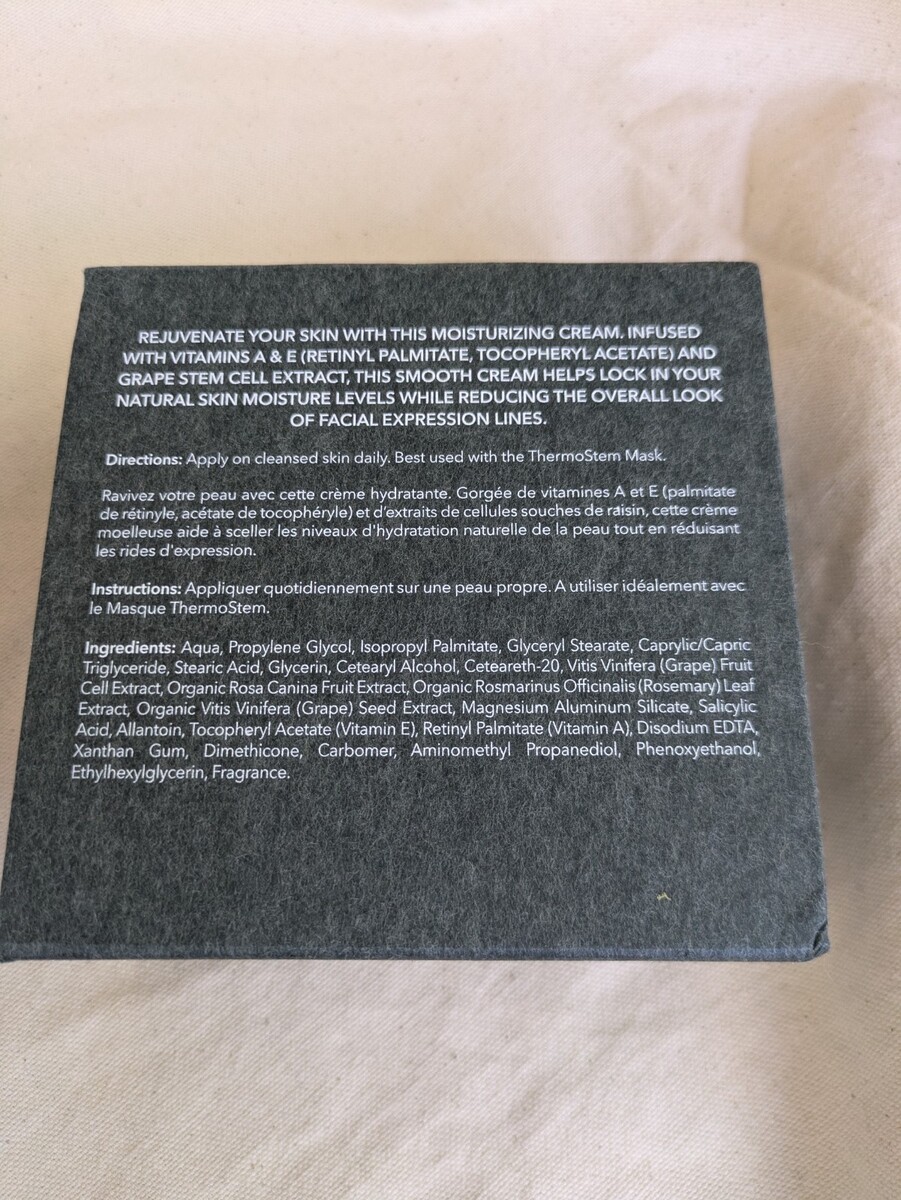 REJUVENATE YOUR SKIN WITH THIS MOISTURIZING CREAM. INFUSED
WITH VITAMINS A & E (RETINYL PALMITATE, TOCOPHERYL ACETATE) AND
GRAPE STEM CELL EXTRACT, THIS SMOOTH CREAM HELPS LOCK IN YOUR
NATURAL SKIN MOISTURE LEVELS WHILE REDUCING THE OVERALL LOOK
OF FACIAL EXPRESSION LINES.
Directions: Apply on cleansed skin daily. Best used with the ThermoStem Mask.
Ravivez votre peau avec cette crème hydratante. Gorgée de vitamines A et E (palmitate
de rétinyle, acétate de tocophéryle) et d'extraits de cellules souches de raisin, cette crème
moelleuse aide à sceller les niveaux d'hydratation naturelle de la peau tout en réduisant
les rides d'expression.
Instructions: Appliquer quotidiennement sur une peau propre. A utiliser idéalement avec
le Masque ThermoStem.
Ingredients: Aqua, Propylene Glycol, Isopropyl Palmitate, Glyceryl Stearate, Caprylic/Capric
Triglyceride, Stearic Acid, Glycerin, Cetearyl Alcohol, Ceteareth-20, Vitis Vinifera (Grape) Fruit
Cell Extract, Organic Rosa Canina Fruit Extract, Organic Rosmarinus Officinalis (Rosemary) Leaf
Extract, Organic Vitis Vinifera (Grape) Seed Extract, Magnesium Aluminum Silicate, Salicylic
Acid, Allantoin, Tocopheryl Acetate (Vitamin E), Retinyl Palmitate (Vitamin A), Disodium EDTA,
Xanthan Gum, Dimethicone, Carbomer, Aminomethyl Propanediol, Phenoxyethanol,
Ethylhexylglycerin, Fragrance.